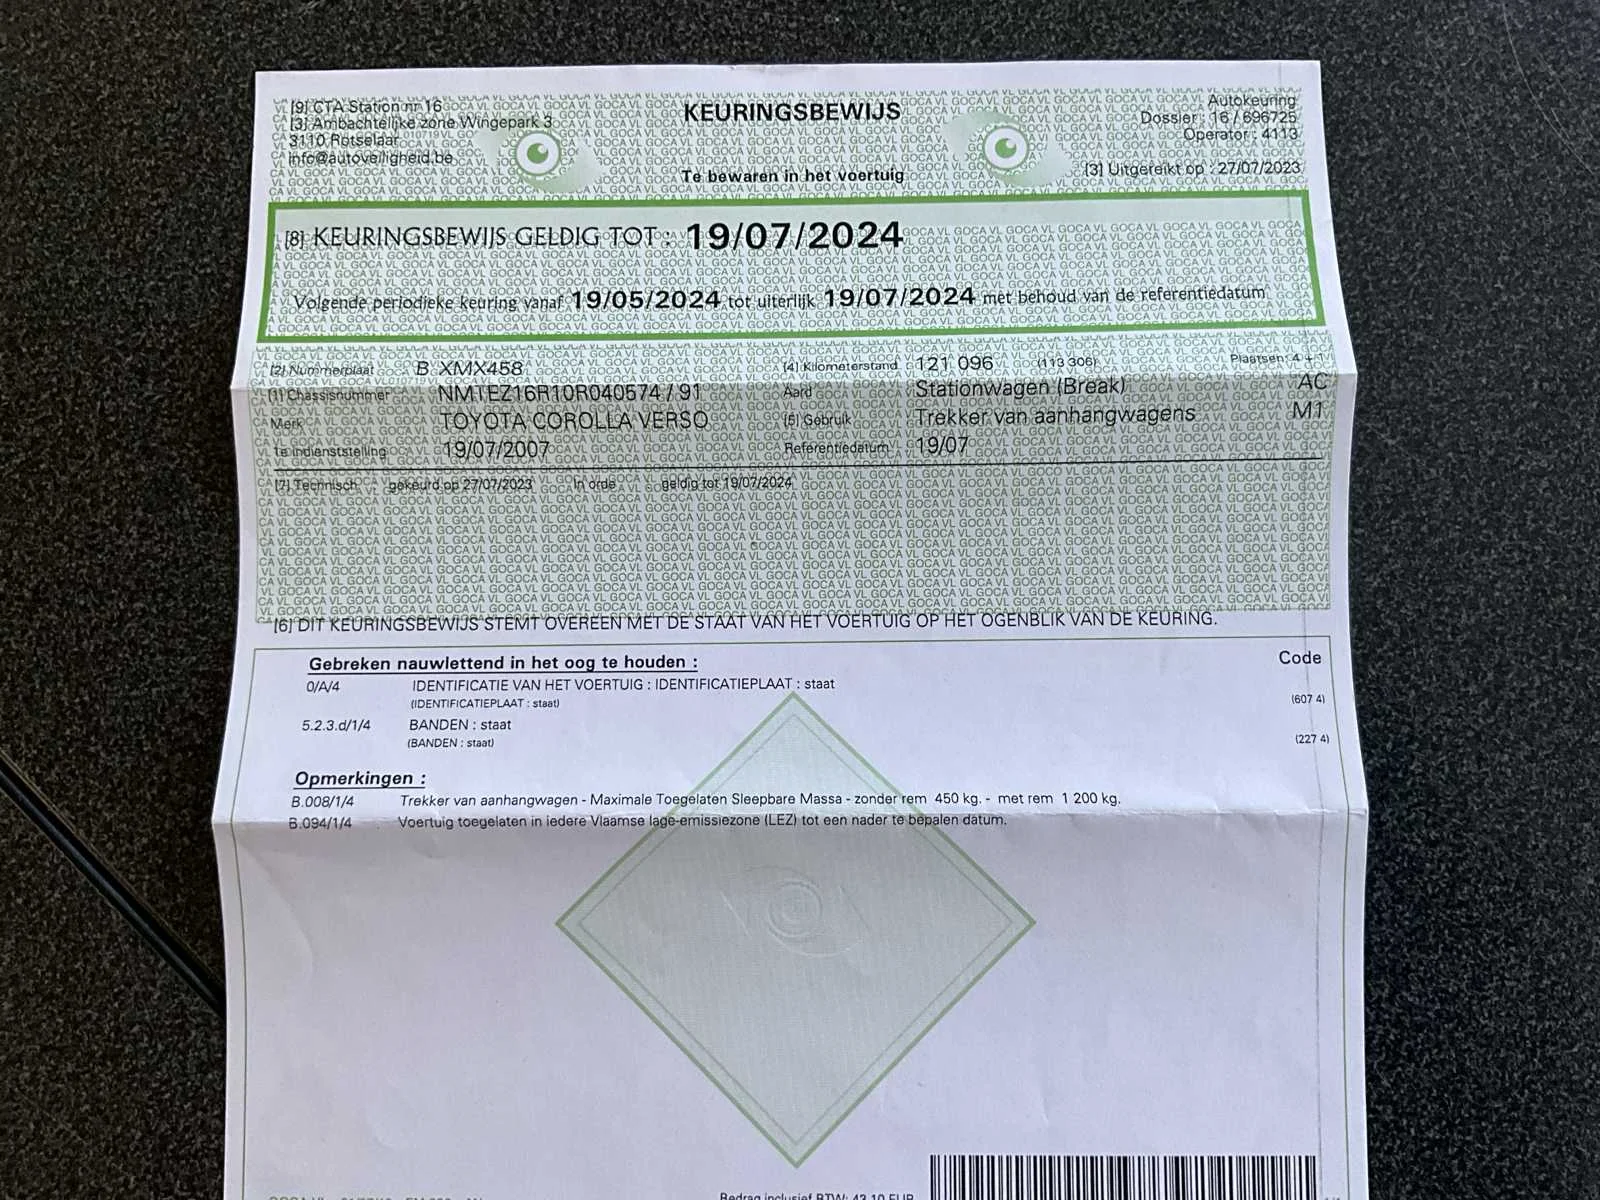 [9] CTA Station nr 16
[3] Ambachtelijke zone Wingepark 3
3110 Rotselaar
info@autoveiligheid.be
KEURINGSBEWIJS
Te bewaren in het voertuig
Autokeuring
Dossier : 16 / 696725
Operator : 4113
[3] Uitgereikt op : 27/07/2023
[8] KEURINGSBEWIJS GELDIG TOT : 19/07/2024
Volgende periodieke keuring vanaf 19/05/2024 tot uiterlijk 19/07/2024 met behoud van de referentiedatum
[2] Nummerplaat B XMX458 [4] Kilometerstand 121 096 (113 306) Plaatsen: 4 + 1
[1] Chassisnummer NMTEZ16R10R040574 / 91 Aard Stationwagen (Break) AC
Merk TOYOTA COROLLA VERSO [5] Gebruik Trekker van aanhangwagens M1
1e indienststelling 19/07/2007 Referentiedatum 19/07
[7] Technisch gekeurd op 27/07/2023 In orde geldig tot 19/07/2024
[6] DIT KEURINGSBEWIJS STEMT OVEREEN MET DE STAAT VAN HET VOERTUIG OP HET OGENBLIK VAN DE KEURING.
Gebreken nauwlettend in het oog te houden : Code
0/A/4 IDENTIFICATIE VAN HET VOERTUIG : IDENTIFICATIEPLAAT : staat
(IDENTIFICATIEPLAAT : staat) (607 4)
5.2.3.d/1/4 BANDEN : staat
(BANDEN : staat) (227 4)
Opmerkingen :
B.008/1/4 Trekker van aanhangwagen - Maximale Toegelaten Sleepbare Massa - zonder rem 450 kg. - met rem 1 200 kg.
B.094/1/4 Voertuig toegelaten in iedere Vlaamse lage-emissiezone (LEZ) tot een nader te bepalen datum.
Bedrag inclusief BTW: 43,10 EUR